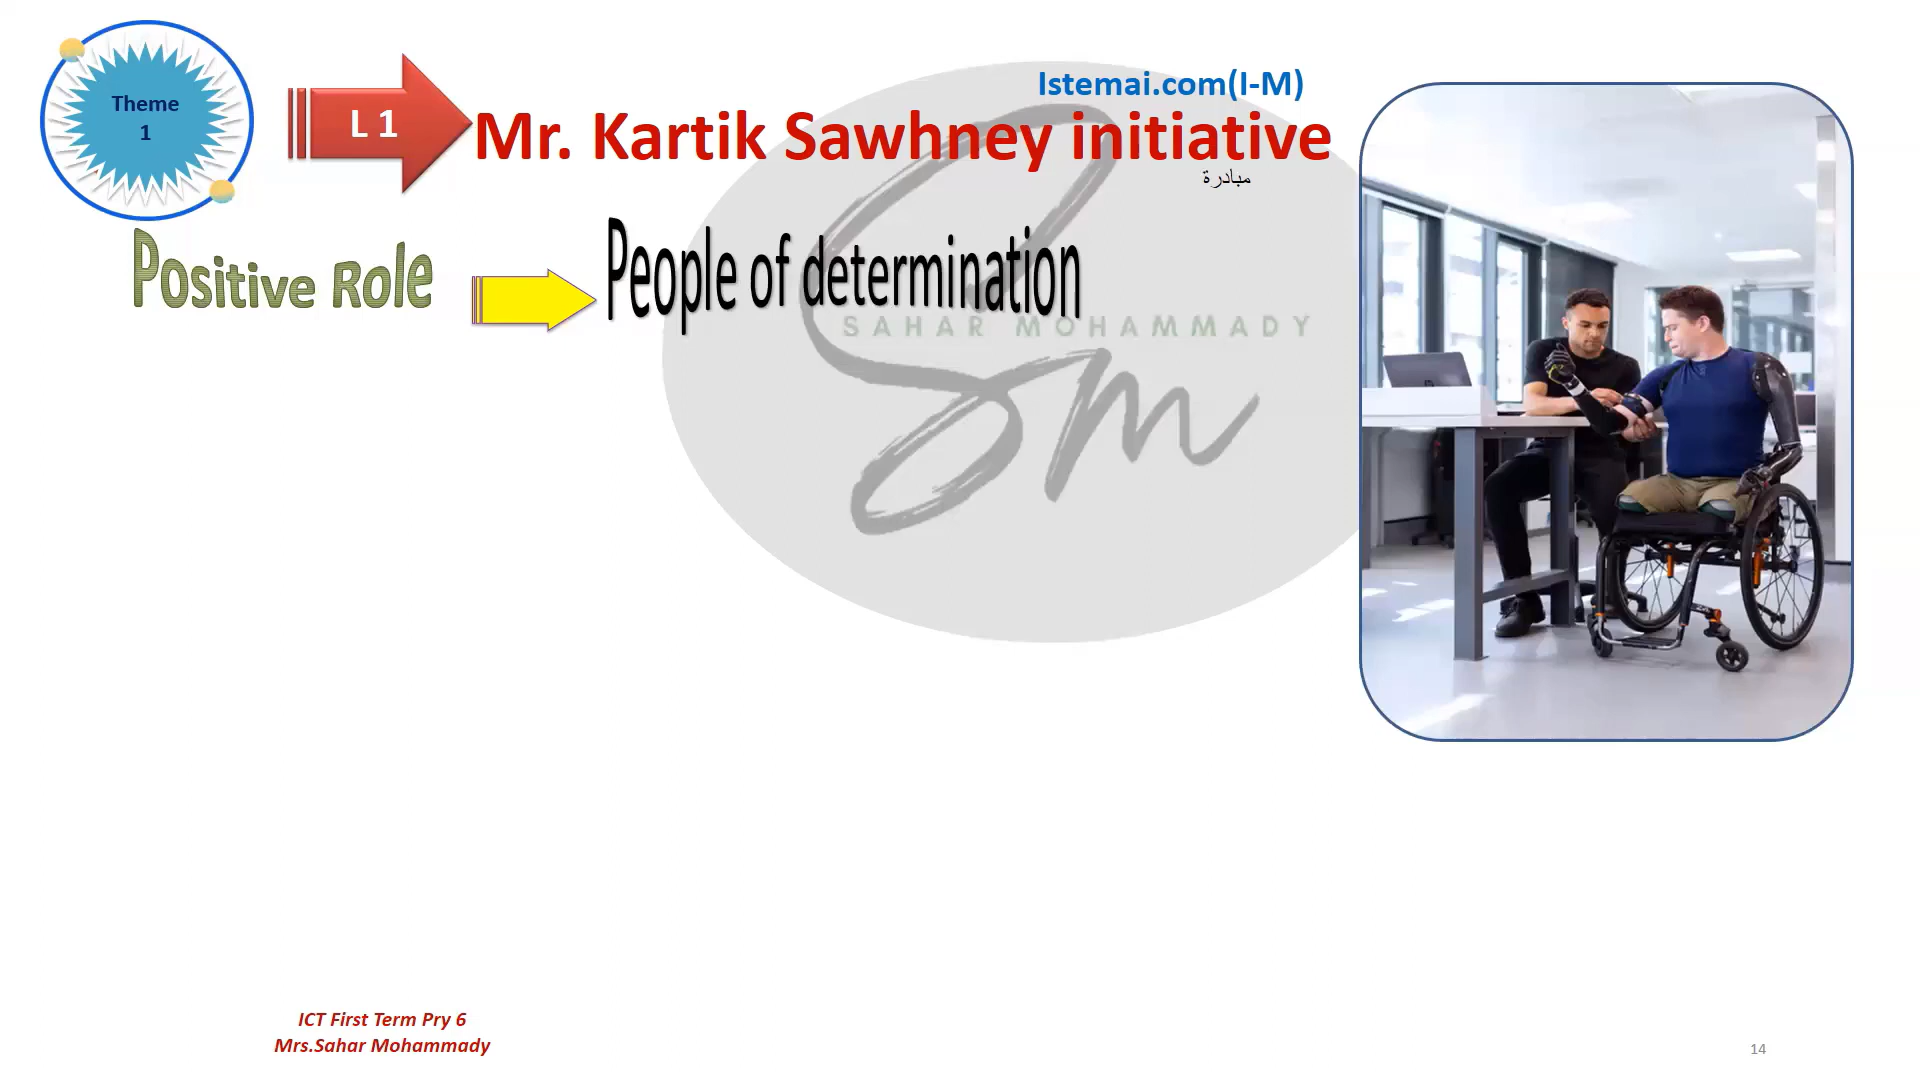 Theme
1
L 1
Istemai.com(I-M)
Mr. Kartik Sawhney initiative
مبادرة
Positive Role
People of determination
SAHAR MOHAMMADY
Sm
ICT First Term Pry 6
Mrs.Sahar Mohammady
14